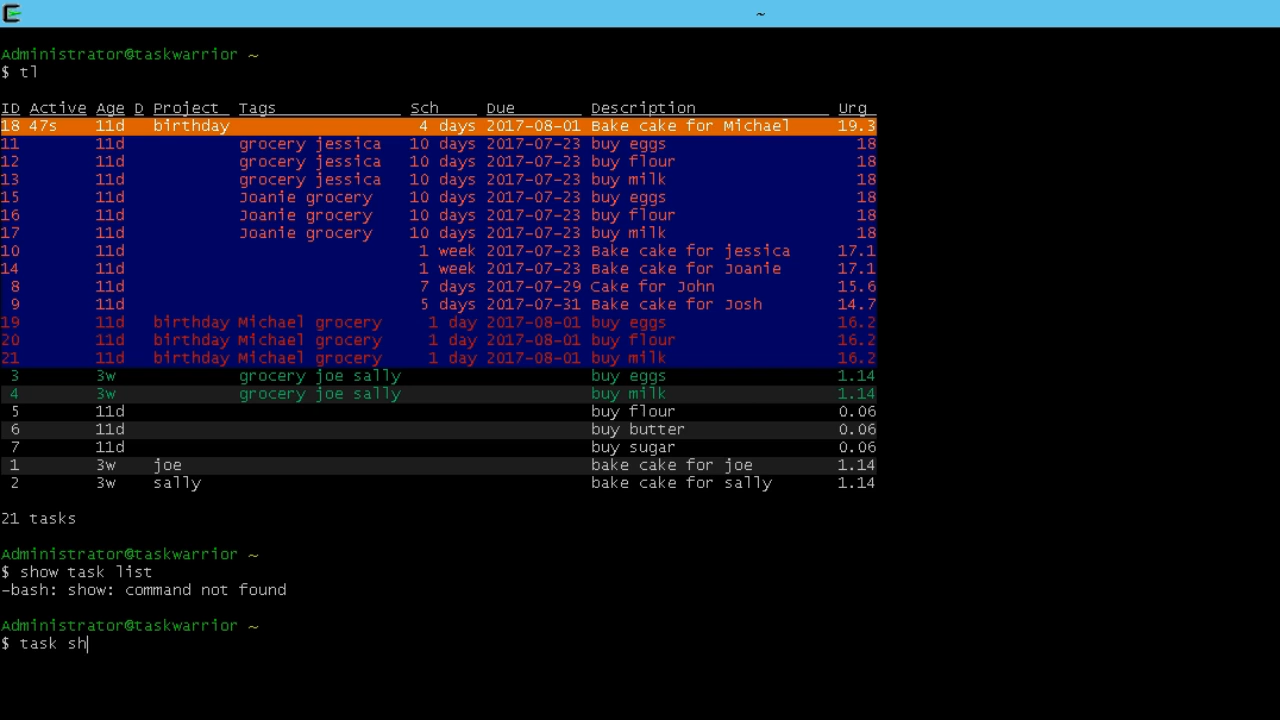 ~
Administrator@taskwarrior ~
$ tl
ID Active Age D Project Tags Sch Due Description Urg
18 47s 11d birthday 4 days 2017-08-01 Bake cake for Michael 19.3
11 11d grocery jessica 10 days 2017-07-23 buy eggs 18
12 11d grocery jessica 10 days 2017-07-23 buy flour 18
13 11d grocery jessica 10 days 2017-07-23 buy milk 18
15 11d Joanie grocery 10 days 2017-07-23 buy eggs 18
16 11d Joanie grocery 10 days 2017-07-23 buy flour 18
17 11d Joanie grocery 10 days 2017-07-23 buy milk 18
10 11d 1 week 2017-07-23 Bake cake for jessica 17.1
14 11d 1 week 2017-07-23 Bake cake for Joanie 17.1
8 11d 7 days 2017-07-29 Cake for John 15.6
9 11d 5 days 2017-07-31 Bake cake for Josh 14.7
19 11d birthday Michael grocery 1 day 2017-08-01 buy eggs 16.2
20 11d birthday Michael grocery 1 day 2017-08-01 buy flour 16.2
21 11d birthday Michael grocery 1 day 2017-08-01 buy milk 16.2
3 3w grocery joe sally buy eggs 1.14
4 3w grocery joe sally buy milk 1.14
5 11d buy flour 0.06
6 11d buy butter 0.06
7 11d buy sugar 0.06
1 3w joe bake cake for joe 1.14
2 3w sally bake cake for sally 1.14
21 tasks
Administrator@taskwarrior ~
$ show task list
-bash: show: command not found
Administrator@taskwarrior ~
$ task sh